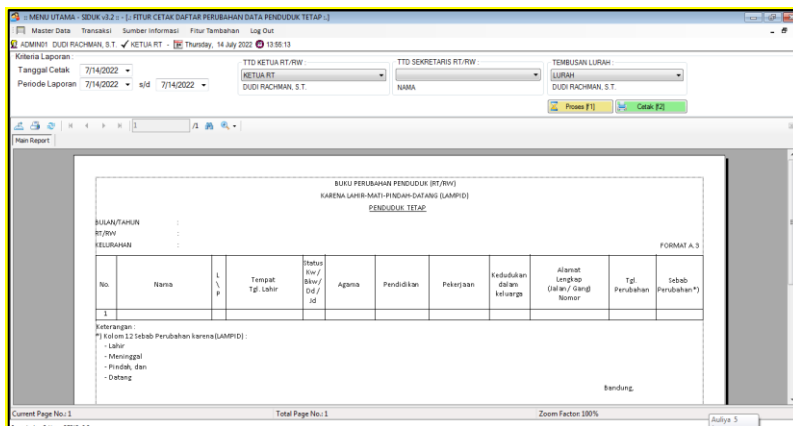 :: MENU UTAMA - SIDUK v3.2 :: - [.: FITUR CETAK DAFTAR PERUBAHAN DATA PENDUDUK TETAP :.]
Master Data Transaksi Sumber Informasi Fitur Tambahan Log Out
ADMIN01 DUDI RACHMAN, S.T. ✓ KETUA RT - Thursday, 14 July 2022 13:55:13
Kriteria Laporan :
Tanggal Cetak 7/14/2022
Periode Laporan 7/14/2022 s/d 7/14/2022
TTD KETUA RT/RW :
KETUA RT
DUDI RACHMAN, S.T.
TTD SEKRETARIS RT/RW :
NAMA
TEMBUSAN LURAH :
LURAH
DUDI RACHMAN, S.T.
Proses [f1] Cetak [f2]
1 /1
Main Report
BUKU PERUBAHAN PENDUDUK (RT/RW)
KARENA LAHIR-MATI-PINDAH-DATANG (LAMPID)
PENDUDUK TETAP
BULAN/TAHUN :
RT/RW :
KELURAHAN : FORMAT A.3
No. Nama L \ P Tempat Tgl. Lahir Status Kw / Bkw / Dd / Jd Agama Pendidikan Pekerjaan Kedudukan dalam keluarga Alamat Lengkap (Jalan / Gang) Nomor Tgl. Perubahan Sebab Perubahan*)
1
Keterangan :
*) Kolom 12 Sebab Perubahan karena (LAMPID) :
- Lahir
- Meninggal
- Pindah, dan
- Datang
Bandung,
Current Page No.: 1 Total Page No.: 1 Zoom Factor: 100%
Auliya 5